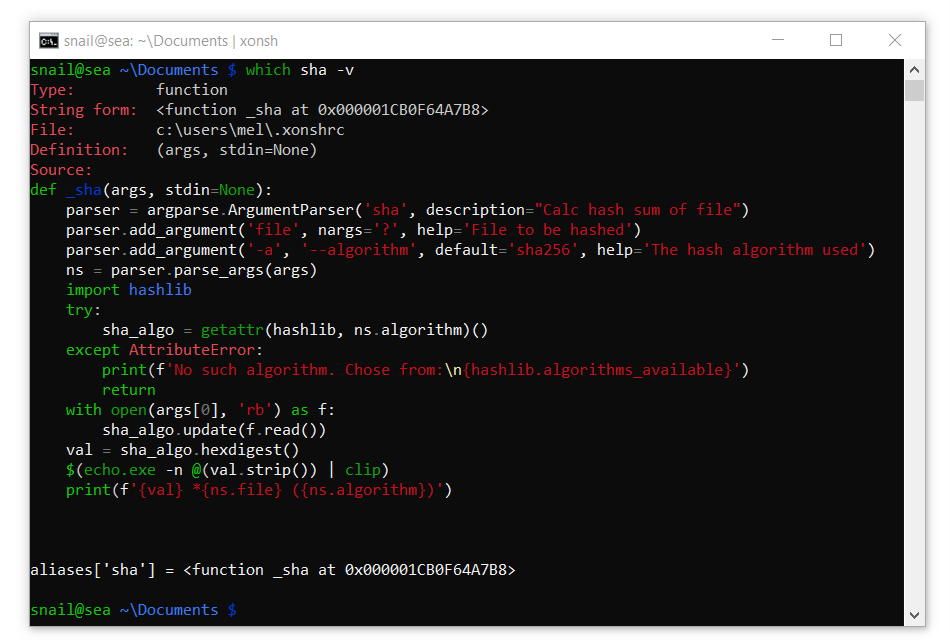 snail@sea: ~\Documents | xonsh
snail@sea ~\Documents $ which sha -v
Type:         function
String form:  <function _sha at 0x000001CB0F64A7B8>
File:         c:\users\mel\.xonshrc
Definition:   (args, stdin=None)
Source:
def _sha(args, stdin=None):
    parser = argparse.ArgumentParser('sha', description="Calc hash sum of file")
    parser.add_argument('file', nargs='?', help='File to be hashed')
    parser.add_argument('-a', '--algorithm', default='sha256', help='The hash algorithm used')
    ns = parser.parse_args(args)
    import hashlib
    try:
        sha_algo = getattr(hashlib, ns.algorithm)()
    except AttributeError:
        print(f'No such algorithm. Chose from:\n{hashlib.algorithms_available}')
        return
    with open(args[0], 'rb') as f:
        sha_algo.update(f.read())
    val = sha_algo.hexdigest()
    $(echo.exe -n @(val.strip()) | clip)
    print(f'{val} *{ns.file} ({ns.algorithm})')
aliases['sha'] = <function _sha at 0x000001CB0F64A7B8>
snail@sea ~\Documents $